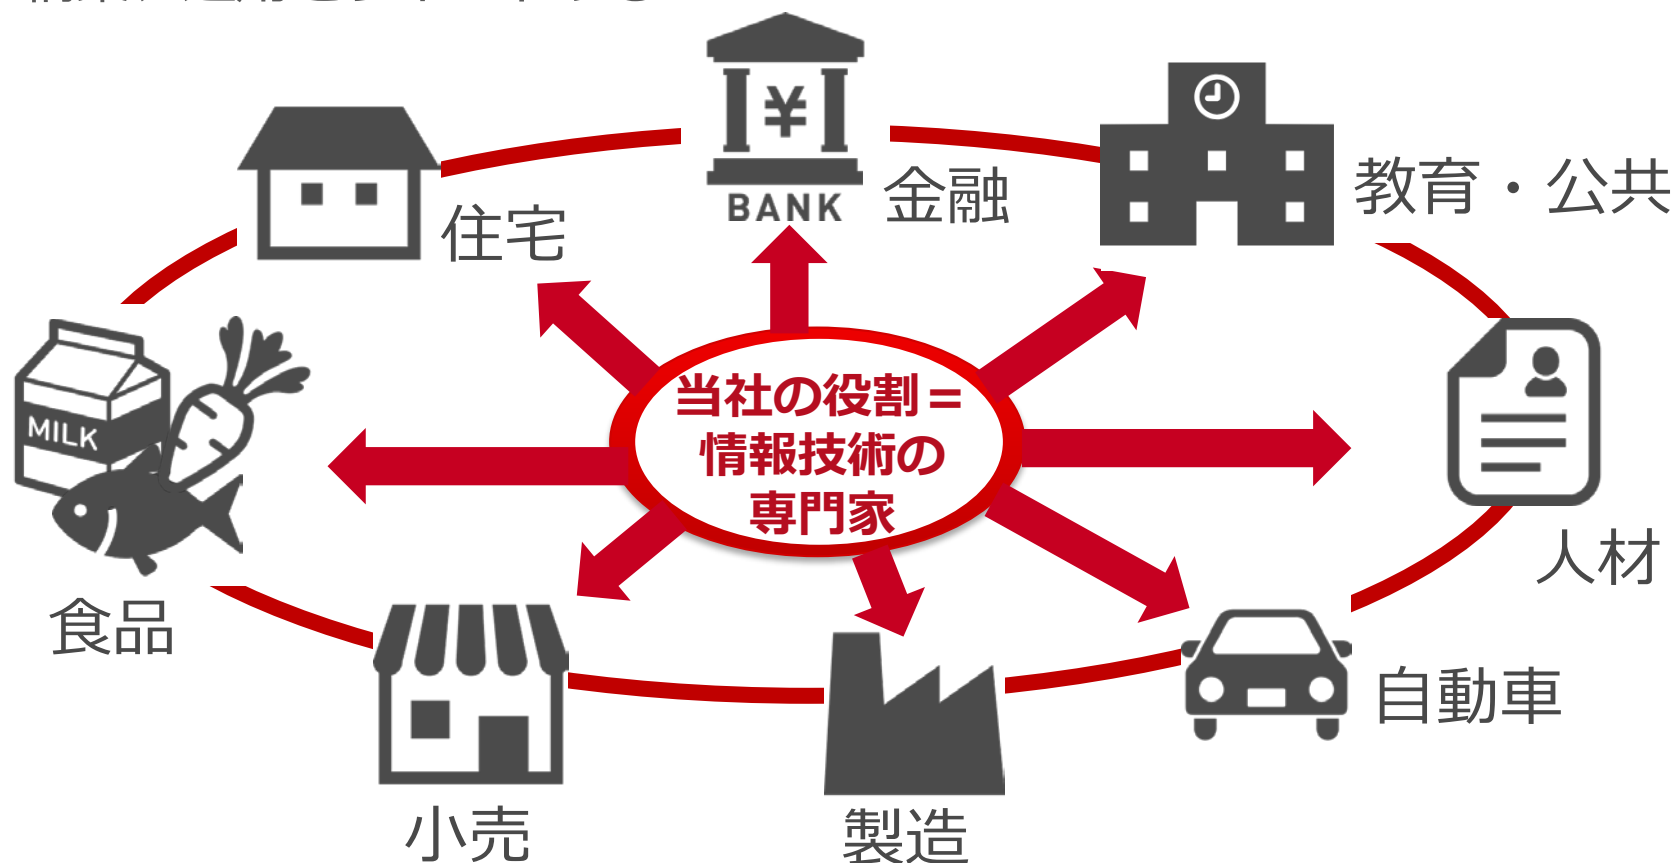 ¥
BANK
金融
教育・公共
住宅
MILK
当社の役割＝
情報技術の
専門家
人材
食品
自動車
小売
製造